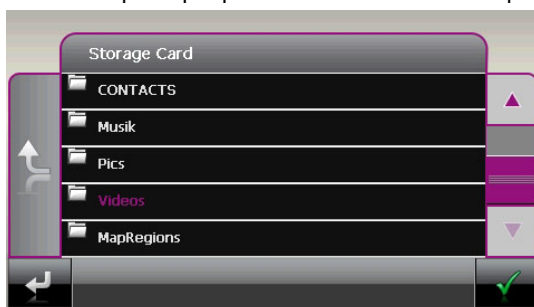 Storage Card
CONTACTS
Musik
Pics
Videos
MapRegions